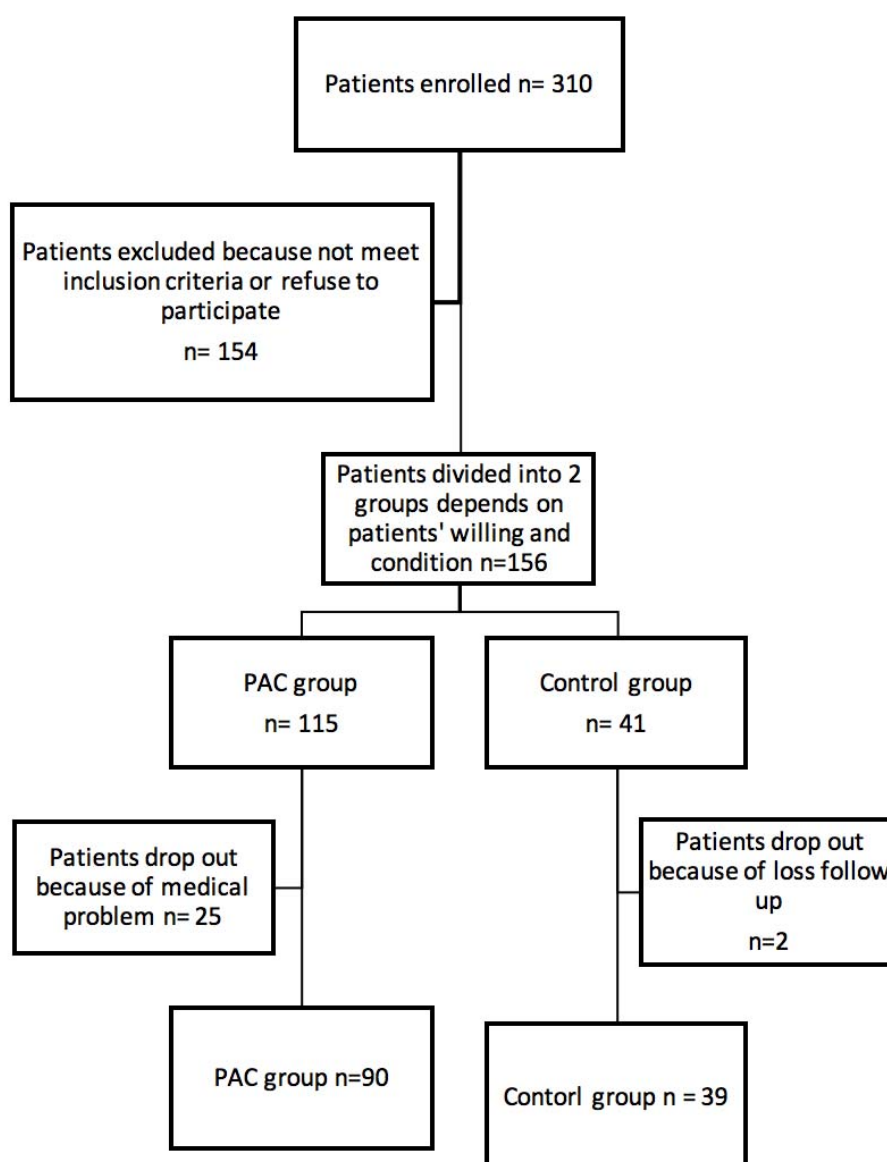 Patients enrolled n= 310
Patients excluded because not meet
inclusion criteria or refuse to
participate
n= 154
Patients divided into 2
groups depends on
patients' willing and
condition n=156
PAC group
n= 115
Control group
n= 41
Patients drop out
because of medical
problem n= 25
Patients drop out
because of loss follow
up
n=2
PAC group n=90
Contorl group n = 39